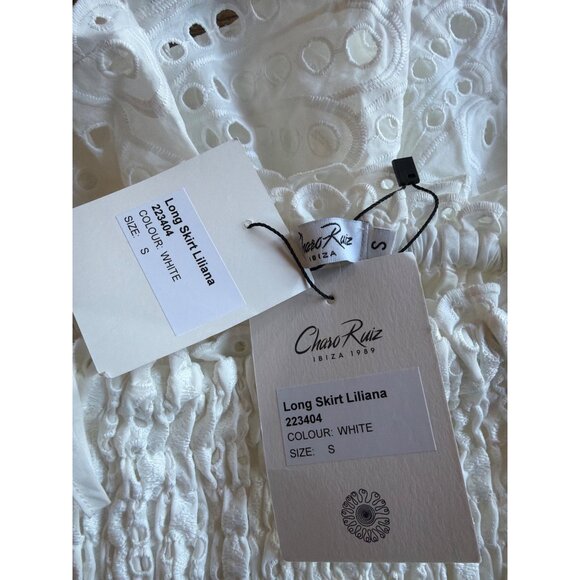 Long Skirt Liliana
223404
COLOUR: WHITE
SIZE: S
Charo Ruiz
IBIZA
S
Charo Ruiz
IBIZA 1989
Long Skirt Liliana
223404
COLOUR: WHITE
SIZE: S